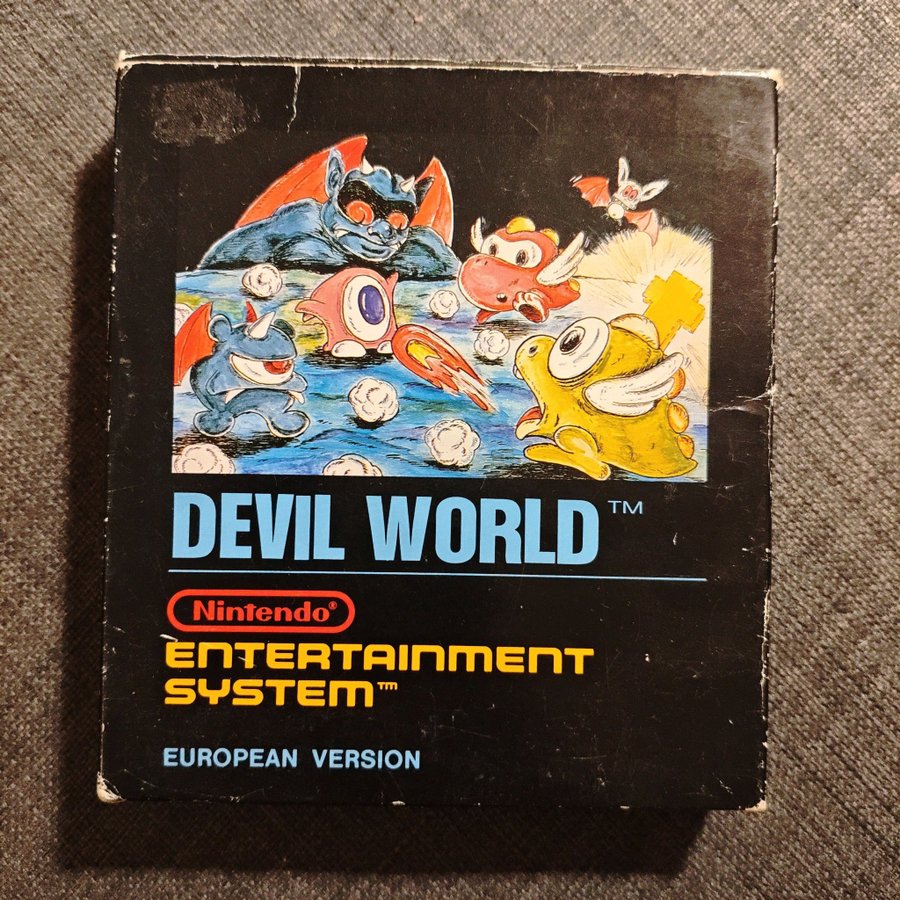 DEVIL WORLD™
Nintendo®
ENTERTAINMENT
SYSTEM™
EUROPEAN VERSION